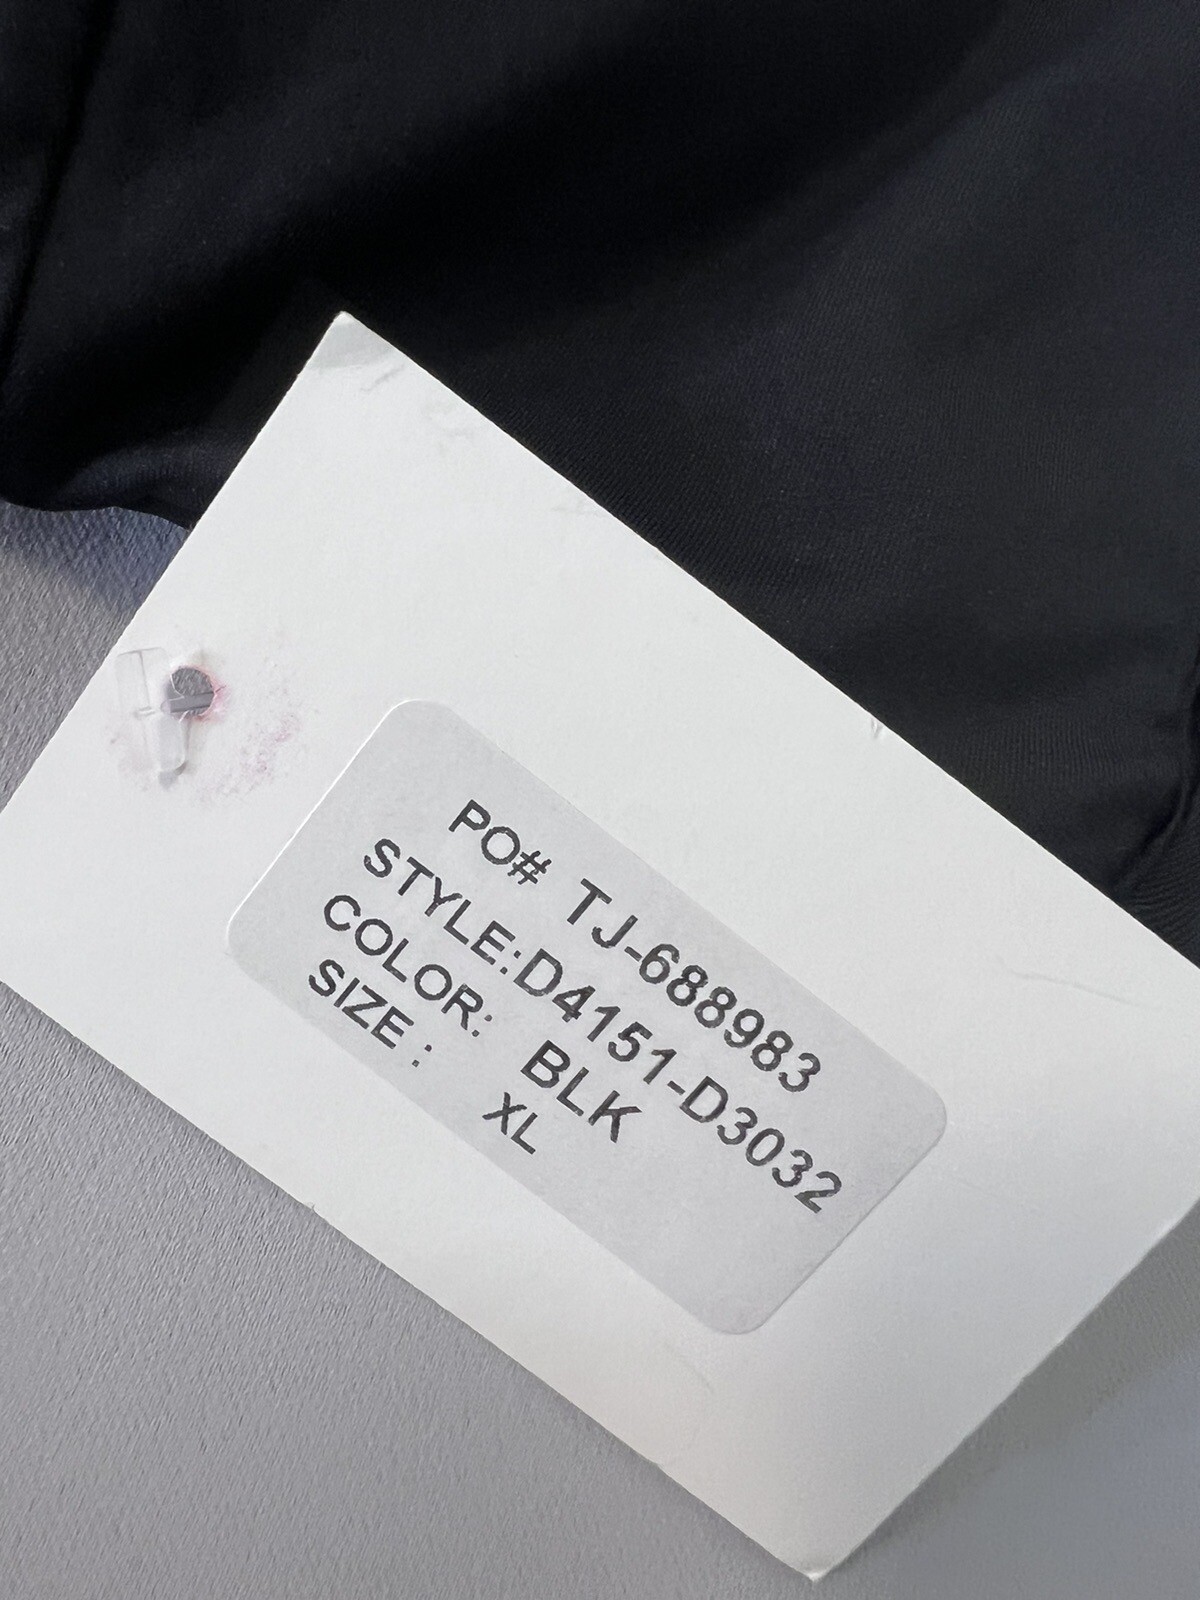 PO# TJ-688983
STYLE:D4151-D3032
COLOR: BLK
SIZE : XL